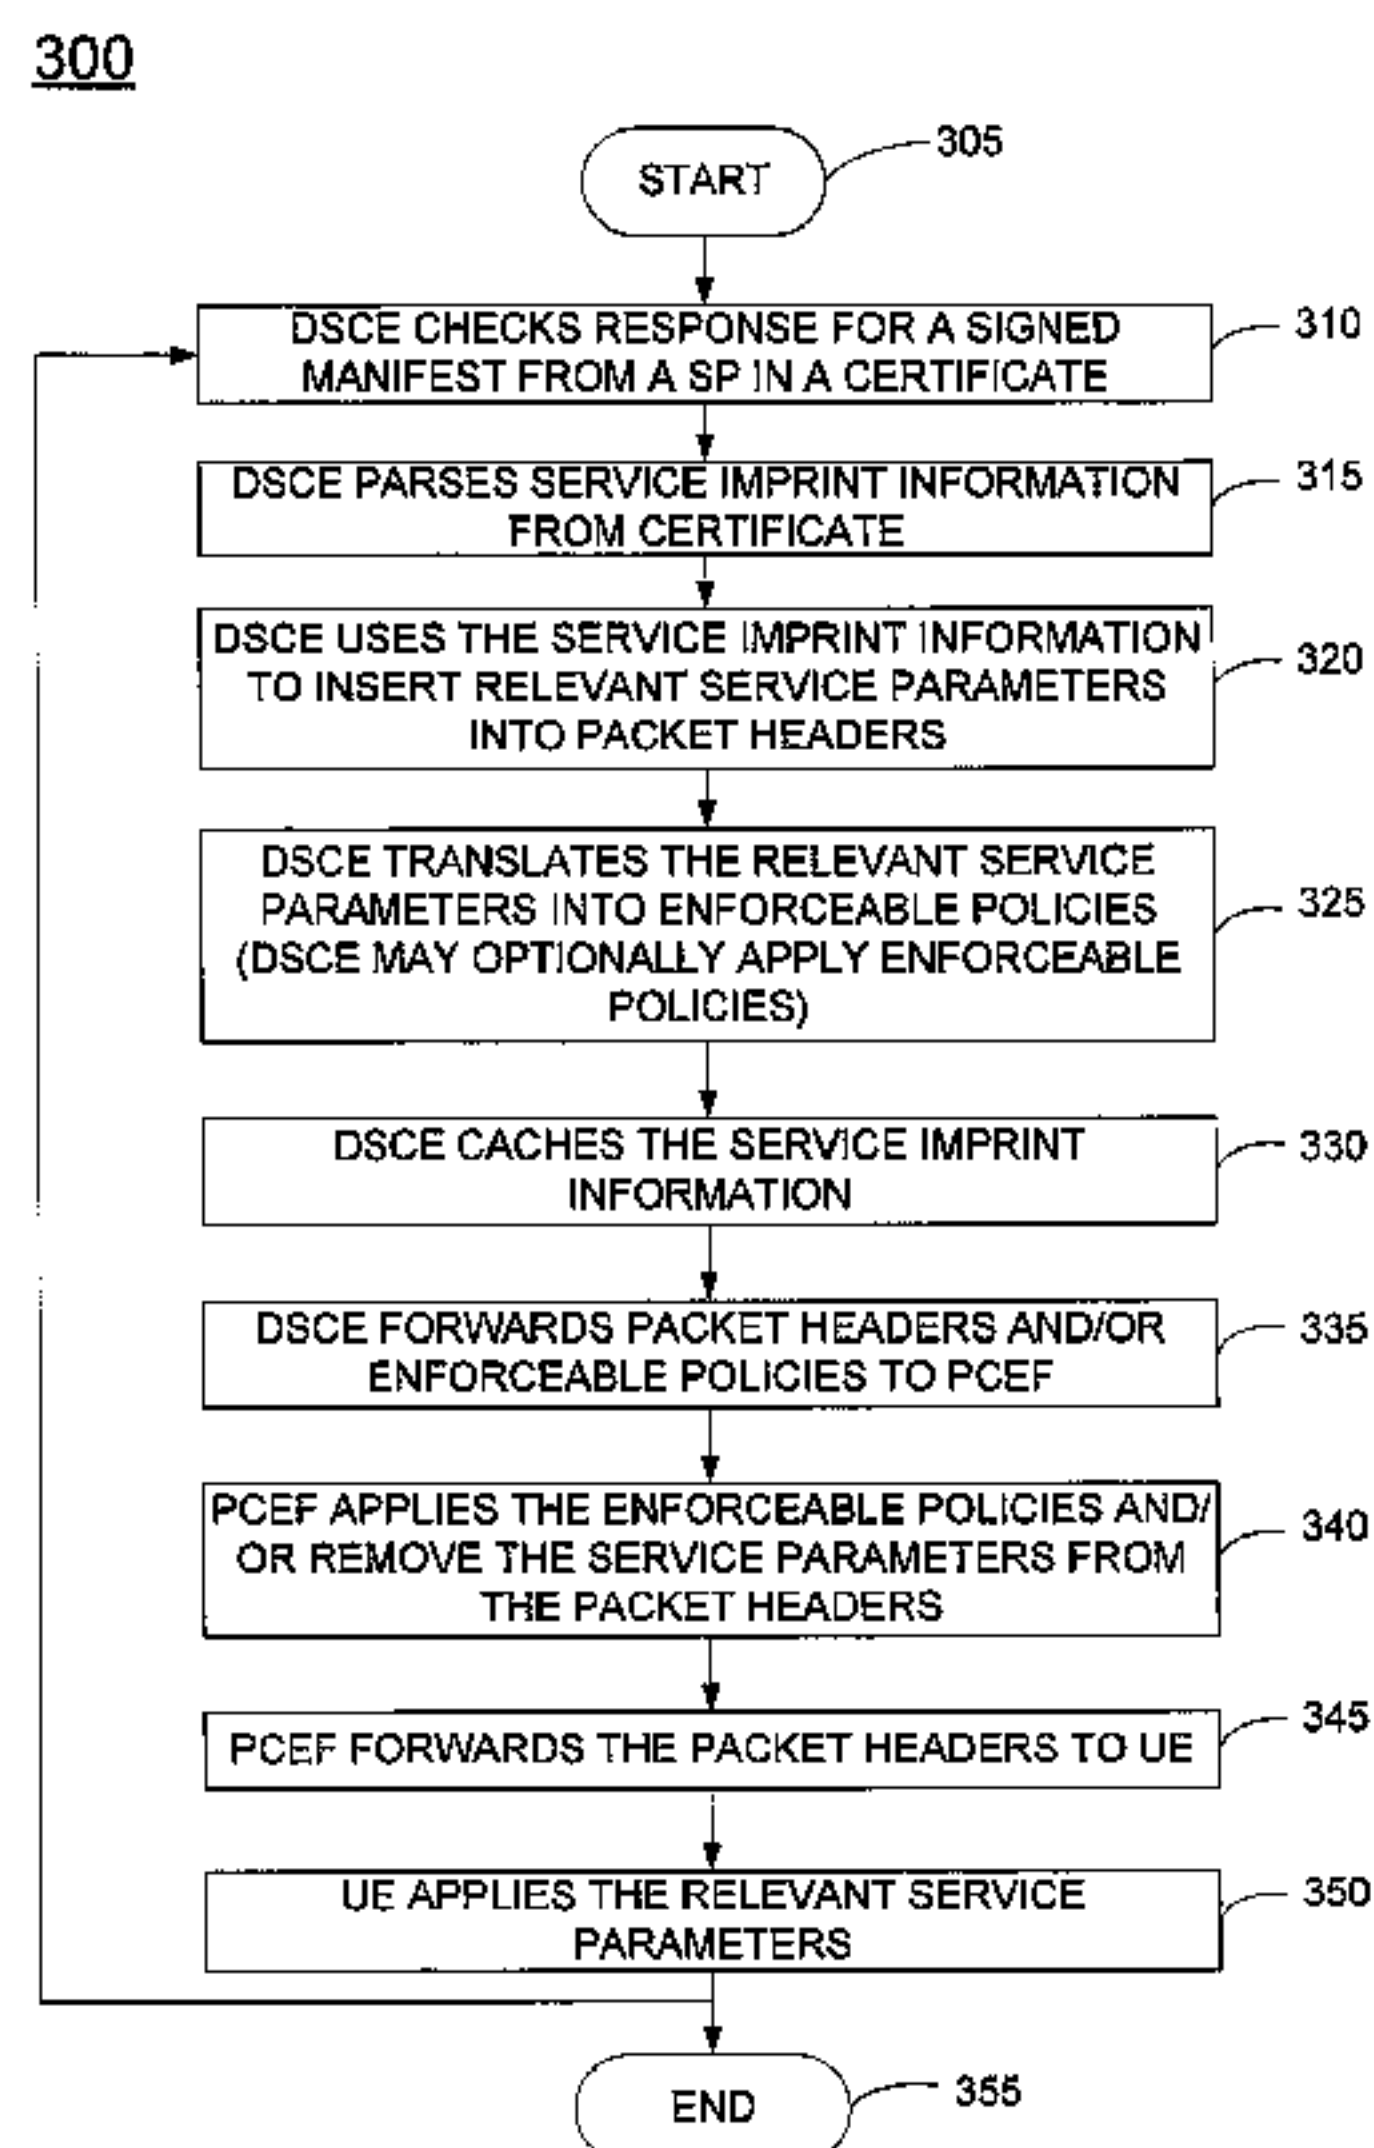 300
START
305
DSCE CHECKS RESPONSE FOR A SIGNED
MANIFEST FROM A SP IN A CERTIFICATE
310
DSCE PARSES SERVICE IMPRINT INFORMATION
FROM CERTIFICATE
315
DSCE USES THE SERVICE IMPRINT INFORMATION
TO INSERT RELEVANT SERVICE PARAMETERS
INTO PACKET HEADERS
320
DSCE TRANSLATES THE RELEVANT SERVICE
PARAMETERS INTO ENFORCEABLE POLICIES
(DSCE MAY OPTIONALLY APPLY ENFORCEABLE
POLICIES)
325
DSCE CACHES THE SERVICE IMPRINT
INFORMATION
330
DSCE FORWARDS PACKET HEADERS AND/OR
ENFORCEABLE POLICIES TO PCEF
335
PCEF APPLIES THE ENFORCEABLE POLICIES AND/
OR REMOVE THE SERVICE PARAMETERS FROM
THE PACKET HEADERS
340
PCEF FORWARDS THE PACKET HEADERS TO UE
345
UE APPLIES THE RELEVANT SERVICE
PARAMETERS
350
END
355